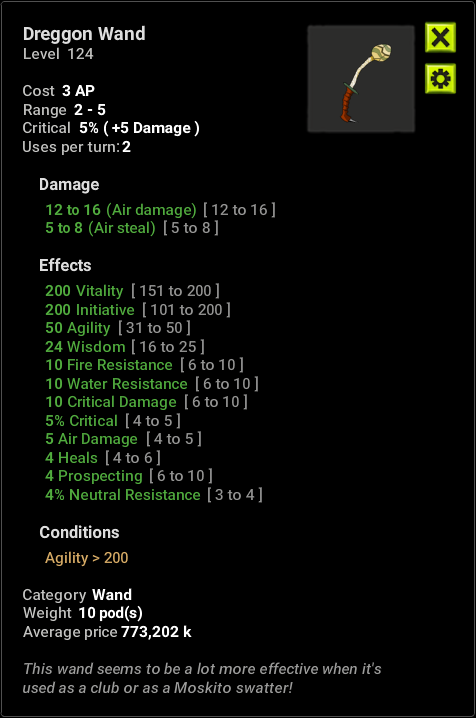 Dreggon Wand
Level 124
Cost 3 AP
Range 2 - 5
Critical 5% ( +5 Damage )
Uses per turn: 2
Damage
12 to 16 (Air damage) [ 12 to 16 ]
5 to 8 (Air steal) [ 5 to 8 ]
Effects
200 Vitality [ 151 to 200 ]
200 Initiative [ 101 to 200 ]
50 Agility [ 31 to 50 ]
24 Wisdom [ 16 to 25 ]
10 Fire Resistance [ 6 to 10 ]
10 Water Resistance [ 6 to 10 ]
10 Critical Damage [ 6 to 10 ]
5% Critical [ 4 to 5 ]
5 Air Damage [ 4 to 5 ]
4 Heals [ 4 to 6 ]
4 Prospecting [ 6 to 10 ]
4% Neutral Resistance [ 3 to 4 ]
Conditions
Agility > 200
Category Wand
Weight 10 pod(s)
Average price 773,202 k
This wand seems to be a lot more effective when it's
used as a club or as a Moskito swatter!